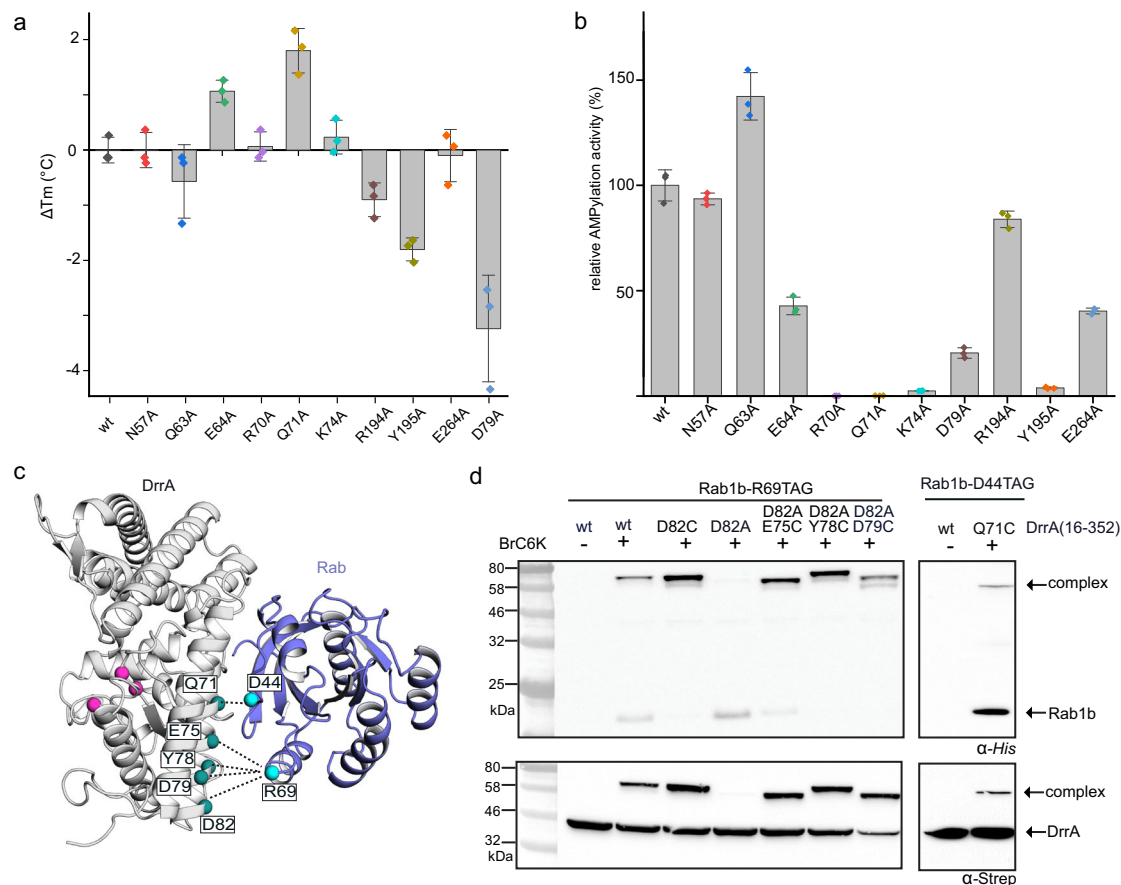 a
ΔTm (°C)
2
0
-2
-4
wt
N57A
Q63A
E64A
R70A
Q71A
K74A
R194A
Y195A
E264A
D79A
b
relative AMPylation activity (%)
150
100
50
wt
N57A
Q63A
E64A
R70A
Q71A
K74A
D79A
R194A
Y195A
E264A
c
DrrA
Rab
Q71
D44
E75
Y78
D79
R69
D82
d
Rab1b-R69TAG
Rab1b-D44TAG
D82A D82A D82A
wt wt D82C D82A E75C Y78C D79C
wt Q71C DrrA(16-352)
BrC6K - + + + + + +
- +
80
58
46
32
25
kDa
complex
Rab1b
α-His
80
58
46
32
kDa
complex
DrrA
α-Strep